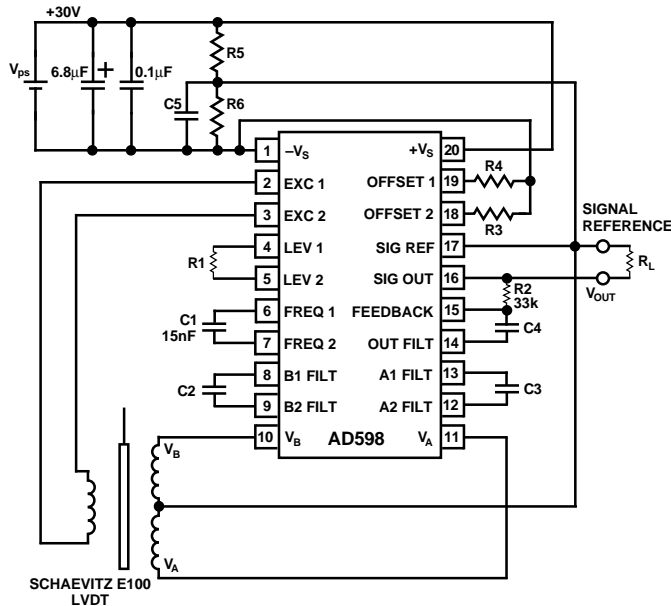 +30V
R5
Vps
6.8µF
+
0.1µF
C5
R6
1 –VS
+VS 20
2 EXC 1
OFFSET 1 19
R4
3 EXC 2
OFFSET 2 18
R3
SIGNAL
REFERENCE
4 LEV 1
SIG REF 17
R1
RL
5 LEV 2
SIG OUT 16
R2
33k
VOUT
6 FREQ 1
FEEDBACK 15
C1
15nF
C4
7 FREQ 2
OUT FILT 14
8 B1 FILT
A1 FILT 13
C2
C3
9 B2 FILT
A2 FILT 12
10 VB
AD598
VA 11
VB
VA
SCHAEVITZ E100
LVDT